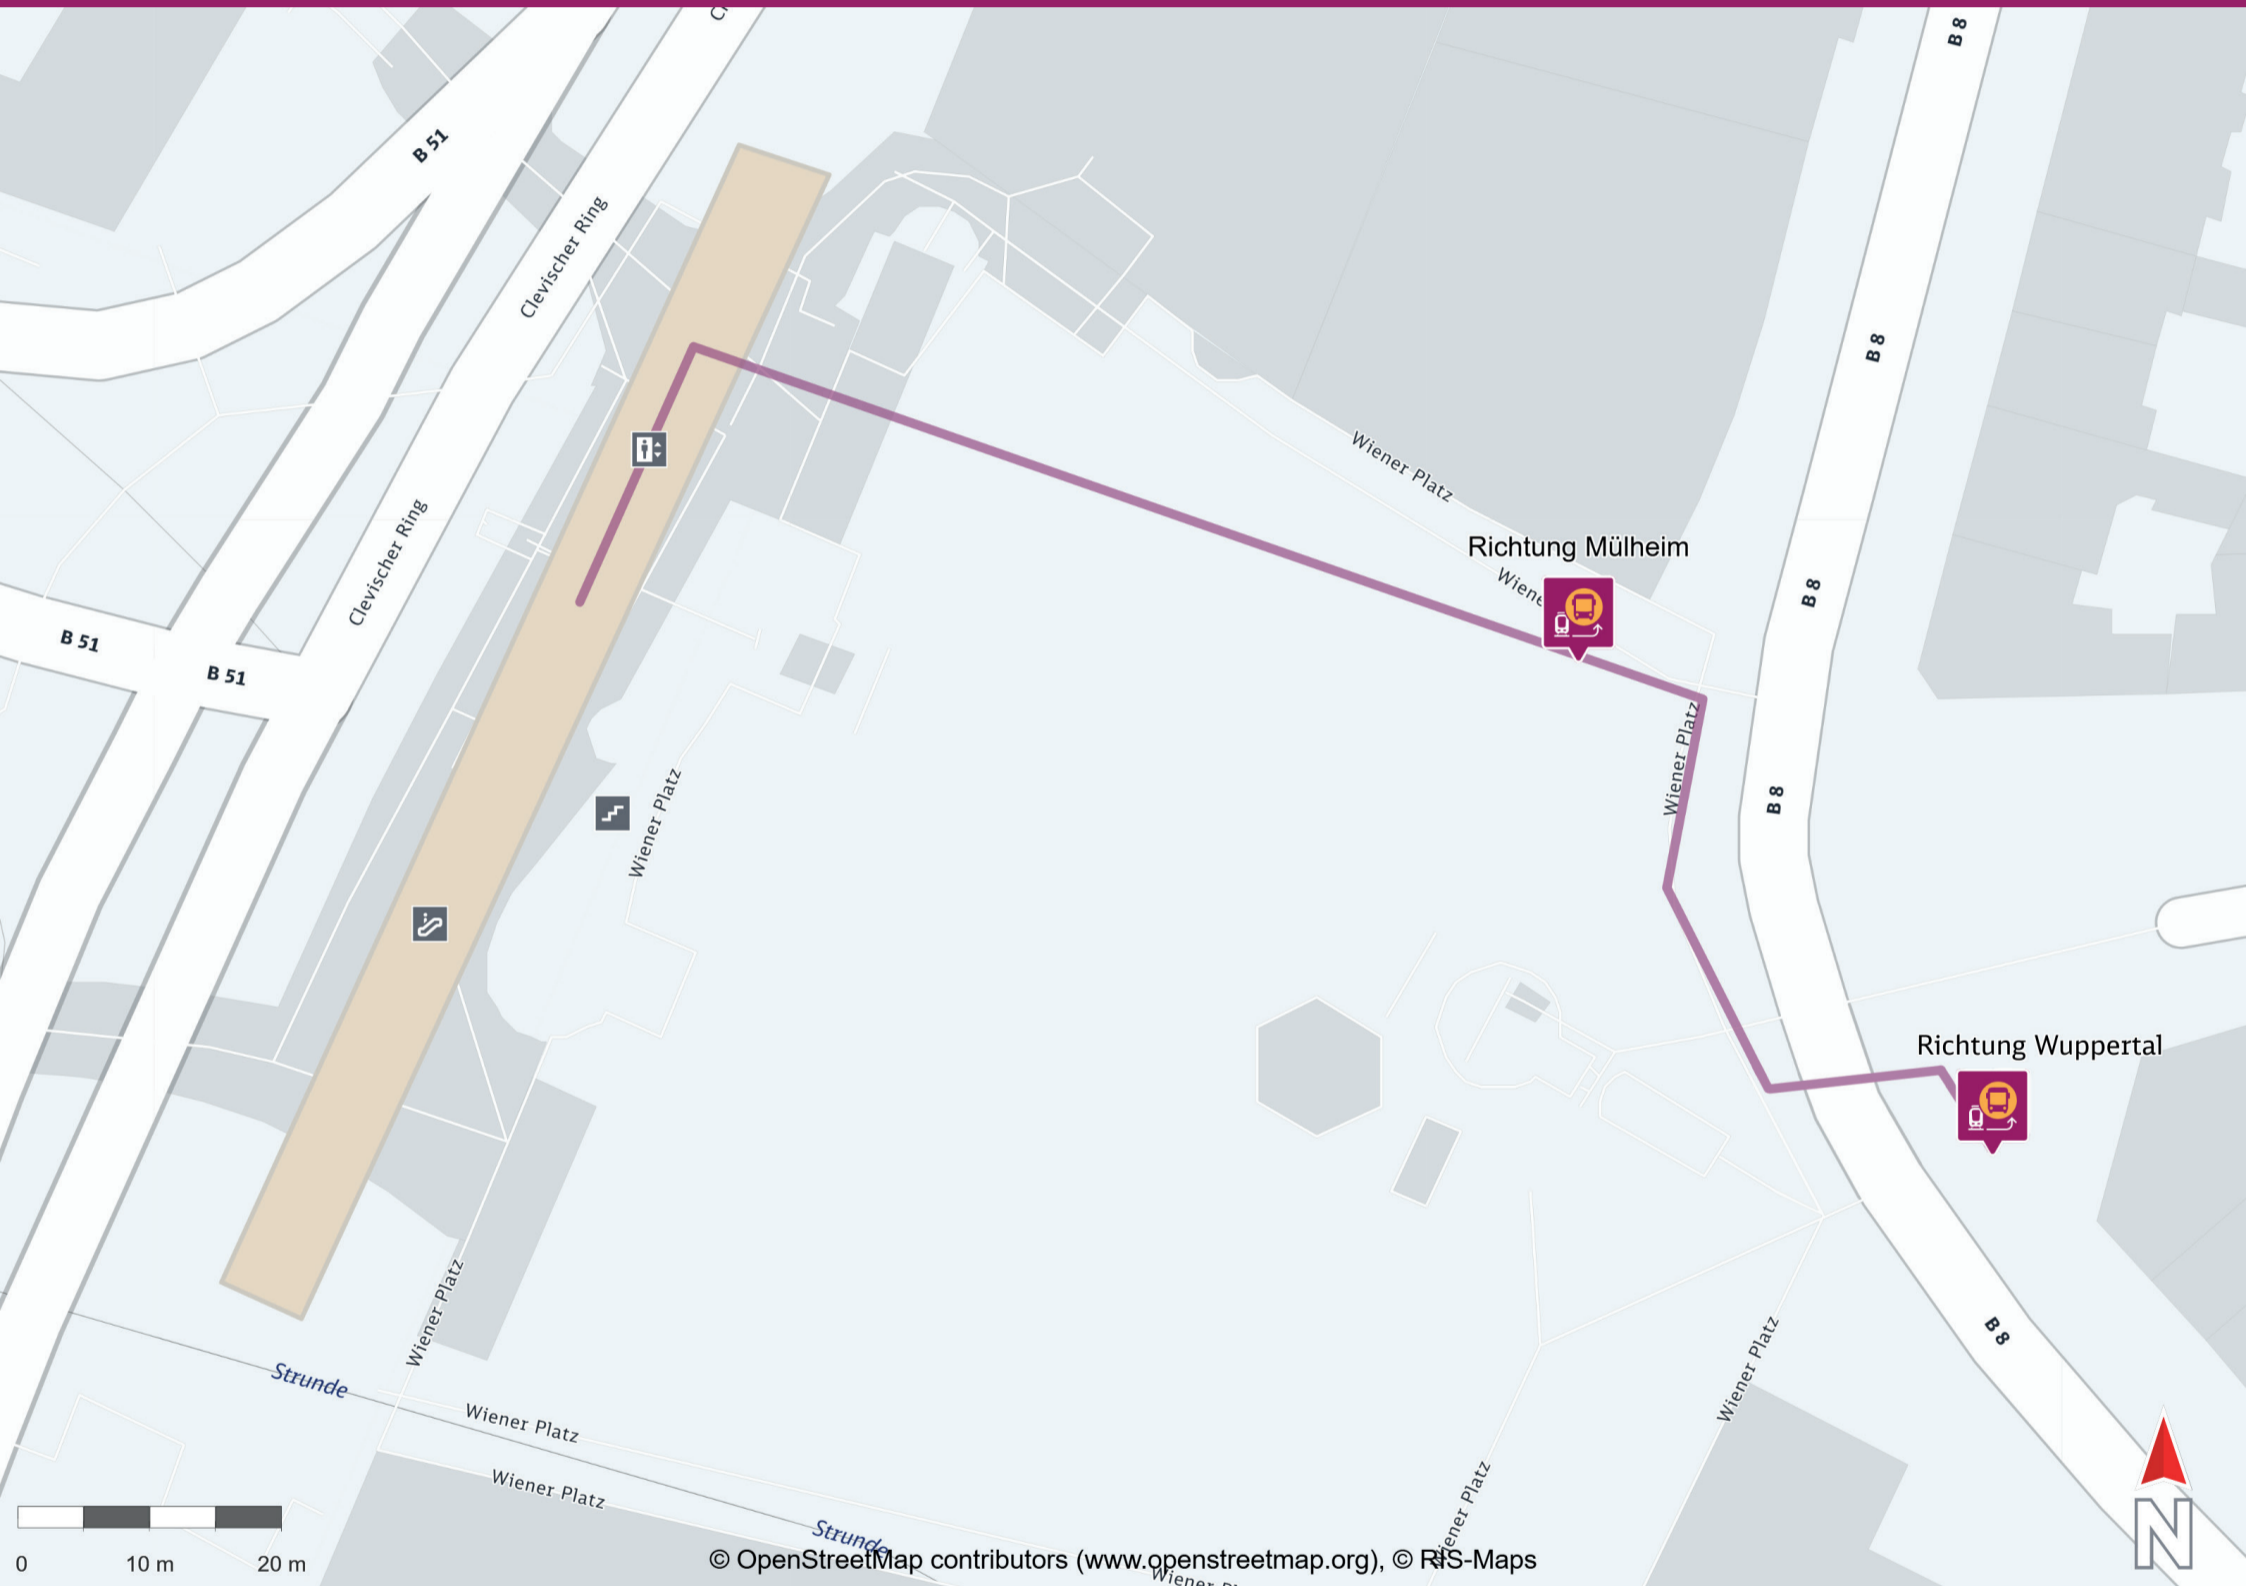 B 8
B 51
Clevischer Ring
B 8
Wiener Platz
Clevischer Ring
Richtung Mülheim
B 8
B 51
B 51
Wiener Platz
Wiener Platz
B 8
Richtung Wuppertal
Wiener Platz
B 8
Wiener Platz
Strunde
Wiener Platz
Wiener Platz
Wiener Platz
Strunde
0 10 m 20 m
© OpenStreetMap contributors (www.openstreetmap.org), © RIS-Maps
N